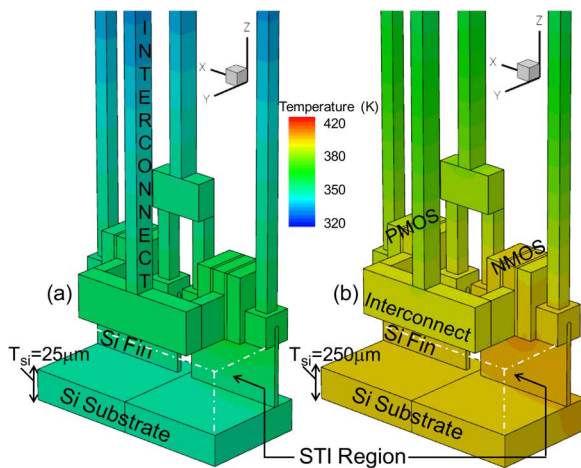 Z
X
Y
INTERCONNECT
Temperature (K)
420
380
350
320
Z
X
Y
PMOS
NMOS
(a)
(b)
Interconnect
Si Fin
Si Fin
T_si=25μm
T_si=250μm
Si Substrate
Si Substrate
STI Region